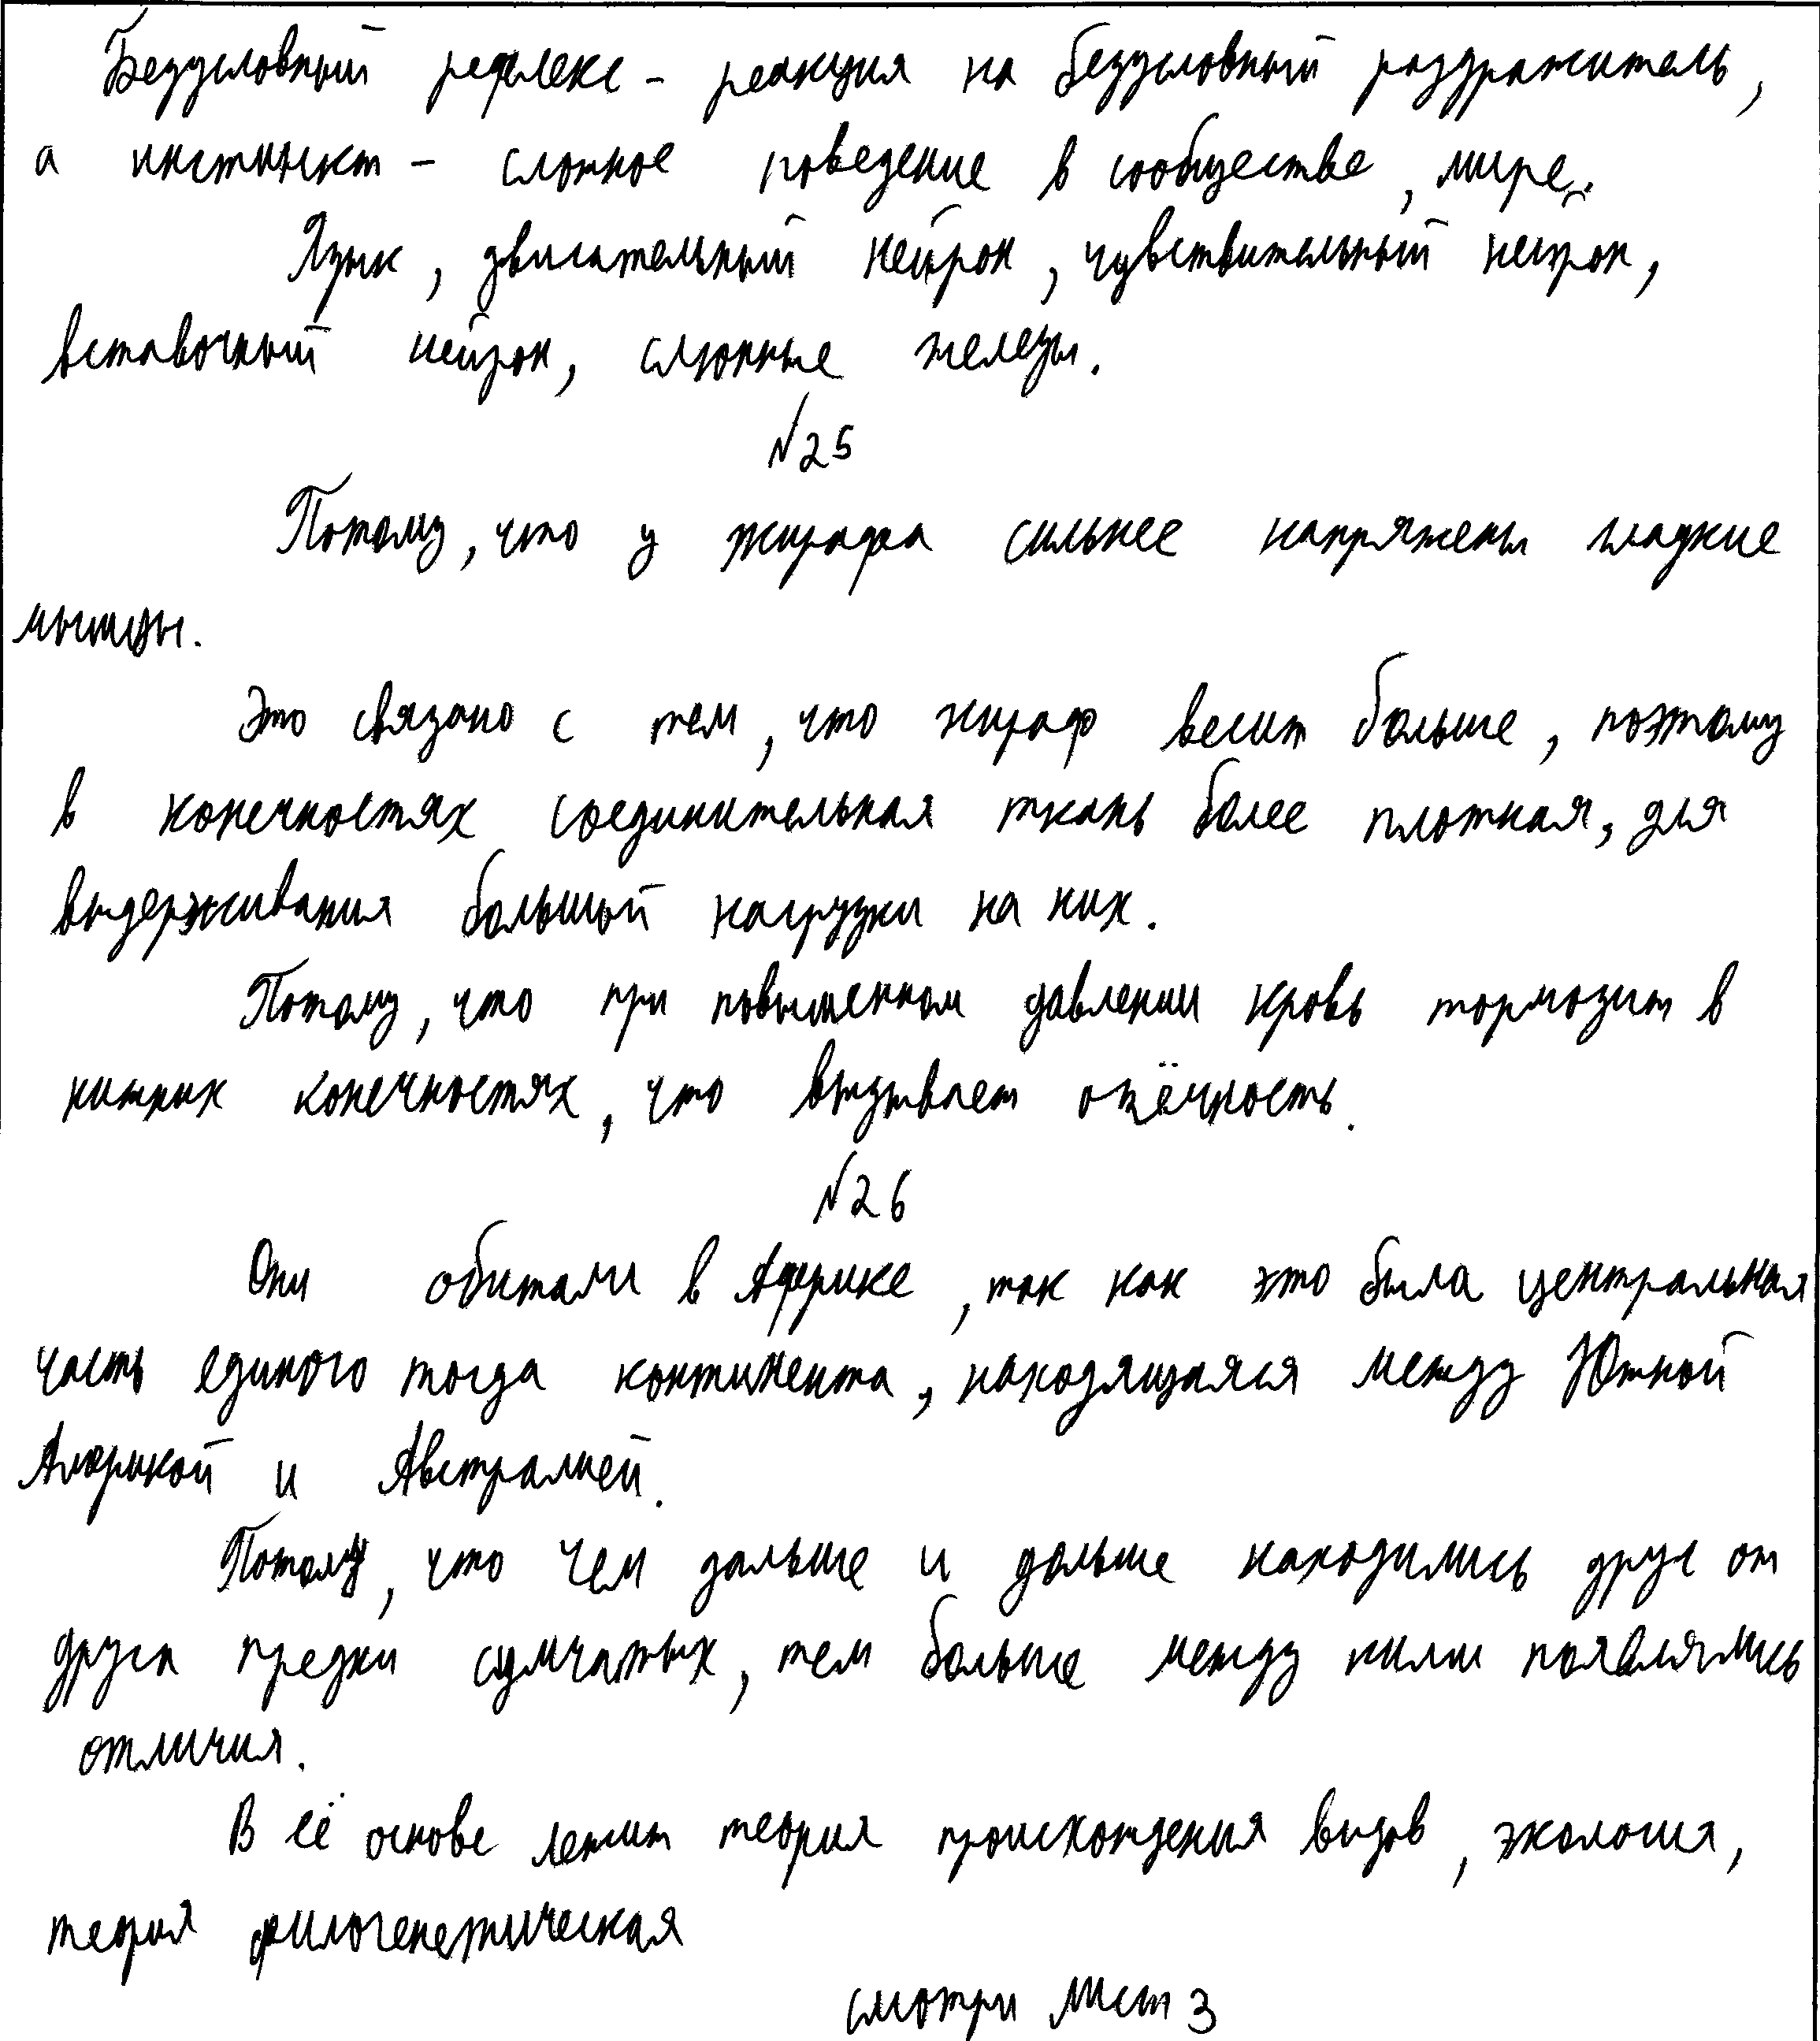 Безусловный рефлекс – реакция на безусловный раздражитель,
а инстинкт – сложное поведение в сообществе, мире.
Язык, двигательный нейрон, чувствительный нейрон,
вставочный нейрон, слюнные железы.
№25
Потому, что у жирафа сильнее напряжены гладкие
мышцы.
Это связано с тем, что жираф весит больше, поэтому
в конечностях соединительная ткань более плотная, для
выдерживания большой нагрузки на них.
Потому, что при повышенном давлении кровь тормозит в
нижних конечностях, что вызывает отёчность.
№26
Они обитали в Африке, так как это была центральная
часть единого тогда континента, находящаяся между Южной
Америкой и Австралией.
Потому, что чем дальше и дольше находились друг от
друга предки сумчатых, тем больше между ними появлялись
отличия.
В её основе лежит теория происхождения видов, экология,
теория филогенетическая
смотри лист 3